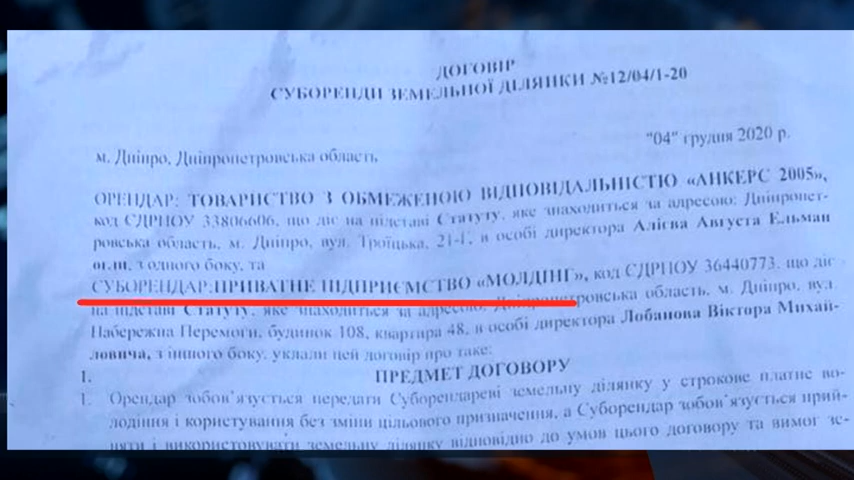 ДОГОВІР
СУБОРЕНДИ ЗЕМЕЛЬНОЇ ДІЛЯНКИ №12/04/1-20
"04" грудня 2020 р.
м. Дніпро, Дніпропетровська область
ОРЕНДАР: ТОВАРИСТВО З ОБМЕЖЕНОЮ ВІДПОВІДАЛЬНІСТЮ «АНКЕРС 2005»,
код ЄДРПОУ 33806606, що діє на підставі Статуту, яке знаходиться за адресою: Дніпропет-
ровська область, м. Дніпро, вул. Троїцька, 21-Г, в особі директора Алієва Августа Ельман
огли, з одного боку, та
СУБОРЕНДАР:ПРИВАТНЕ ПІДПРИЄМСТВО «МОЛДІНГ», код ЄДРПОУ 36440773, що діє
на підставі Статуту, яке знаходиться за адресою: Дніпропетровська область, м. Дніпро, вул.
Набережна Перемоги, будинок 108, квартира 48, в особі директора Лобанова Віктора Михай-
ловича, з іншого боку, уклали цей договір про таке:
1. ПРЕДМЕТ ДОГОВОРУ
1. Орендар зобов'язується передати Суборендареві земельну ділянку у строкове платне во-
лодіння і користування без зміни цільового призначення, а Суборендар зобов'язується прий-
няти і використовувати земельну ділянку відповідно до умов цього договору та вимог зе-